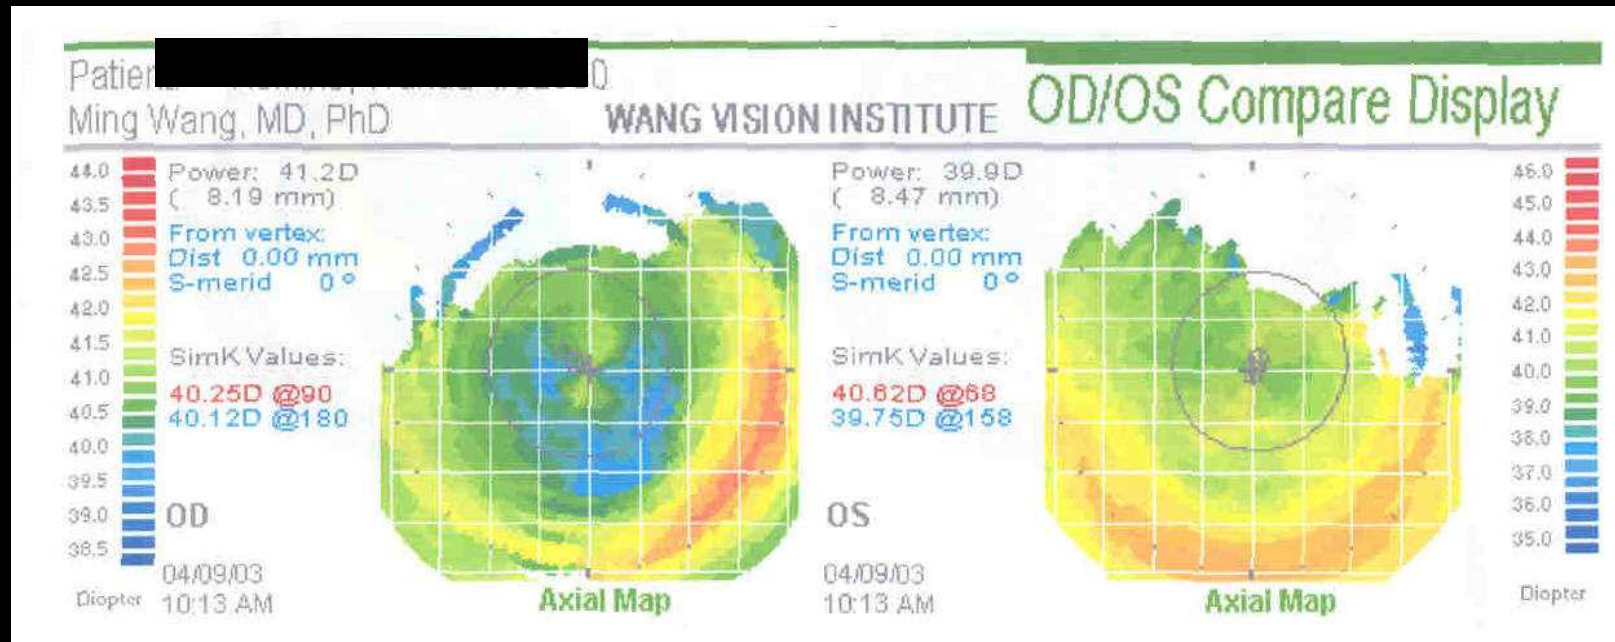 Patien
Ming Wang, MD, PhD
WANG VISION INSTITUTE
OD/OS Compare Display
44.0
43.5
43.0
42.5
42.0
41.5
41.0
40.5
40.0
39.5
39.0
38.5
Diopter
Power: 41.2D
( 8.19 mm)
From vertex:
Dist 0.00 mm
S-merid 0°
SimK Values:
40.25D @90
40.12D @180
OD
04/09/03
10:13 AM
Axial Map
Power: 39.9D
( 8.47 mm)
From vertex:
Dist 0.00 mm
S-merid 0°
SimK Values:
40.62D @68
39.75D @158
OS
04/09/03
10:13 AM
Axial Map
46.0
45.0
44.0
43.0
42.0
41.0
40.0
39.0
38.0
37.0
36.0
35.0
Diopter